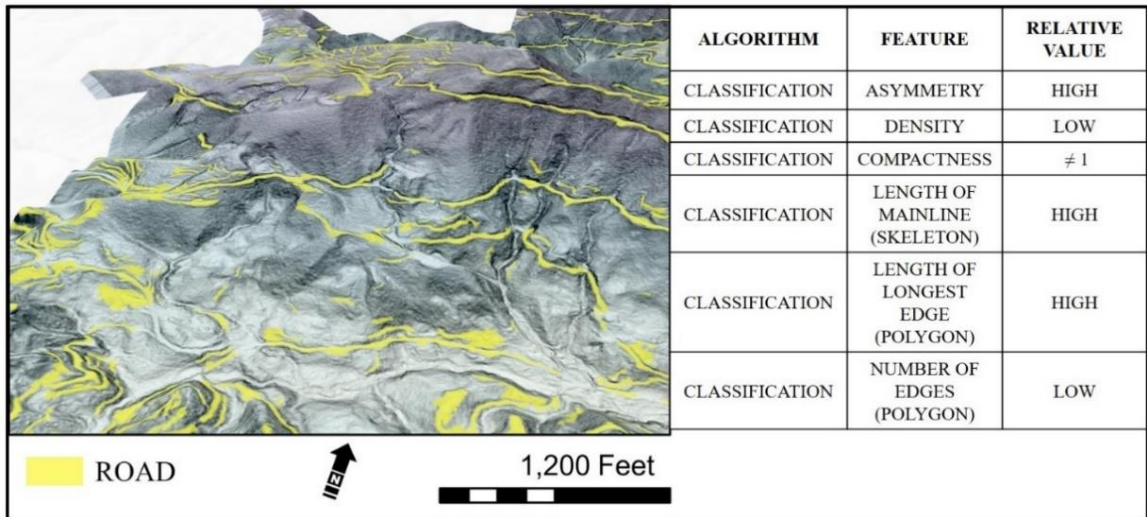 ALGORITHM FEATURE RELATIVE
VALUE
CLASSIFICATION ASYMMETRY HIGH
CLASSIFICATION DENSITY LOW
CLASSIFICATION COMPACTNESS ≠ 1
CLASSIFICATION LENGTH OF
MAINLINE
(SKELETON) HIGH
CLASSIFICATION LENGTH OF
LONGEST
EDGE
(POLYGON) HIGH
CLASSIFICATION NUMBER OF
EDGES
(POLYGON) LOW
ROAD
N
1,200 Feet